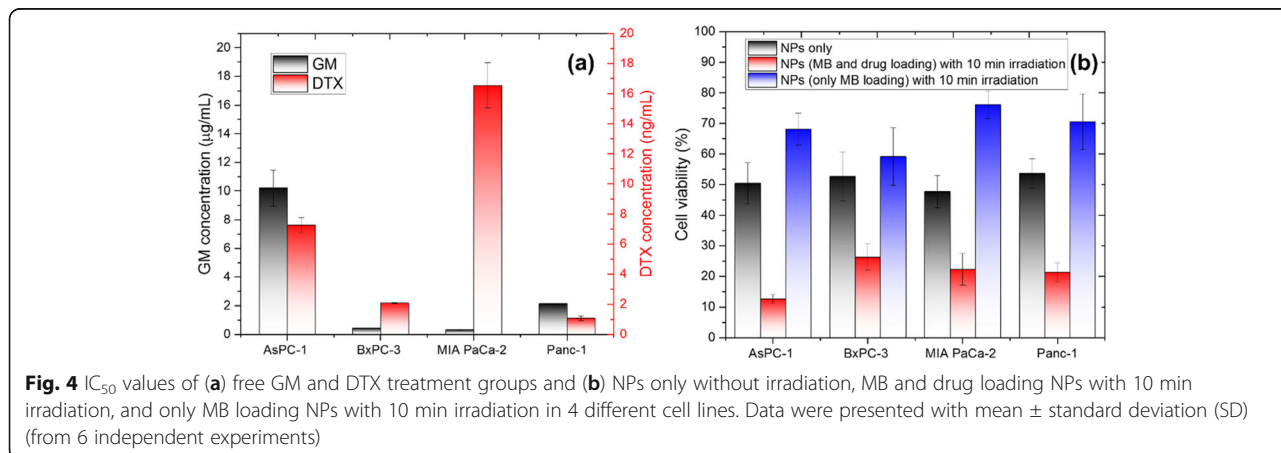 (a)
GM
DTX
GM concentration (ug/mL)
20
18
16
14
12
10
8
6
4
2
0
DTX concentration (ng/mL)
20
18
16
14
12
10
8
6
4
2
0
AsPC-1 BxPC-3 MIA PaCa-2 Panc-1
(b)
NPs only
NPs (MB and drug loading) with 10 min irradiation
NPs (only MB loading) with 10 min irradiation
Cell viability (%)
100
90
80
70
60
50
40
30
20
10
0
AsPC-1 BxPC-3 MIA PaCa-2 Panc-1
Fig. 4 IC50 values of (a) free GM and DTX treatment groups and (b) NPs only without irradiation, MB and drug loading NPs with 10 min
irradiation, and only MB loading NPs with 10 min irradiation in 4 different cell lines. Data were presented with mean ± standard deviation (SD)
(from 6 independent experiments)